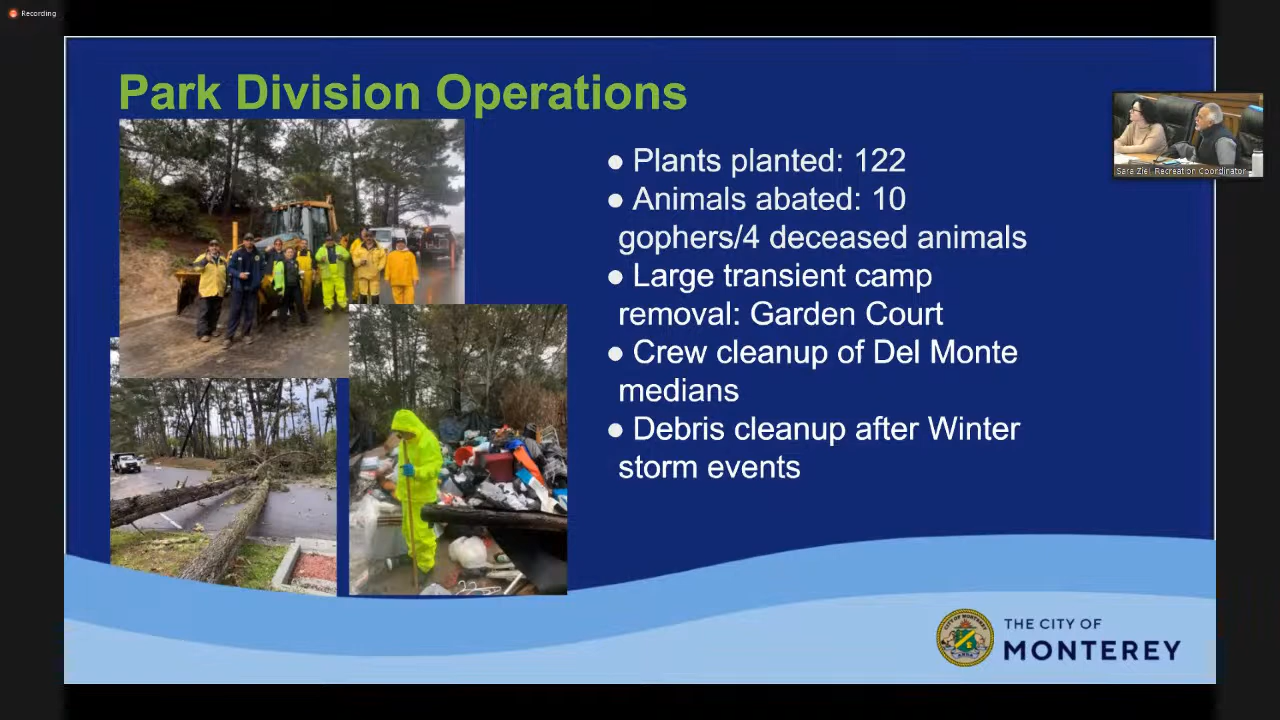 Recording
Park Division Operations
● Plants planted: 122
● Animals abated: 10
gophers/4 deceased animals
● Large transient camp
removal: Garden Court
● Crew cleanup of Del Monte
medians
● Debris cleanup after Winter
storm events
Sara Ziel, Recreation Coordinator
THE CITY OF
MONTEREY